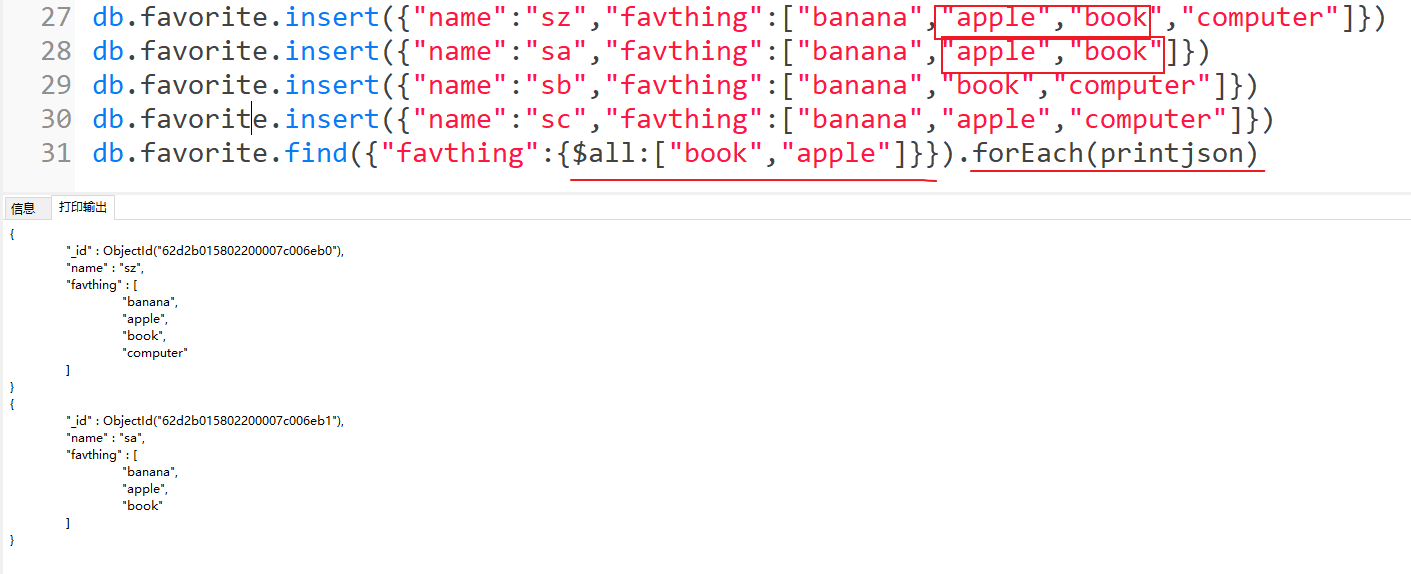 27 db.favorite.insert({"name":"sz","favthing":["banana","apple","book","computer"]})
28 db.favorite.insert({"name":"sa","favthing":["banana","apple","book"]})
29 db.favorite.insert({"name":"sb","favthing":["banana","book","computer"]})
30 db.favorite.insert({"name":"sc","favthing":["banana","apple","computer"]})
31 db.favorite.find({"favthing":{$all:["book","apple"]}}).forEach(printjson)
信息 打印输出
{
"_id" : ObjectId("62d2b015802200007c006eb0"),
"name" : "sz",
"favthing" : [
"banana",
"apple",
"book",
"computer"
]
}
{
"_id" : ObjectId("62d2b015802200007c006eb1"),
"name" : "sa",
"favthing" : [
"banana",
"apple",
"book"
]
}